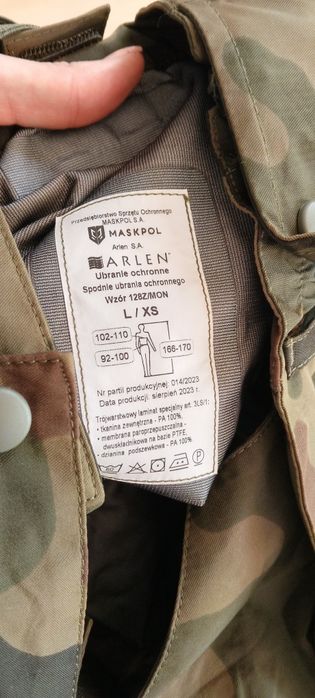 Przedsiębiorstwo Sprzętu Ochronnego
MASKPOL S.A.
MASKPOL
Arlen S.A.
ARLEN®
Ubranie ochronne
Spodnie ubrania ochronnego
Wzór 128Z/MON
L / XS
102-110
92-100
166-170
Nr partii produkcyjnej: 014/2023
Data produkcji: sierpień 2023 r.
Trójwarstwowy laminat specjalny art. 3LS/1:
• tkanina zewnętrzna - PA 100%,
• membrana paroprzepuszczalna -
dwuskładnikowa na bazie PTFE,
• dzianina podszewkowa - PA 100%
P